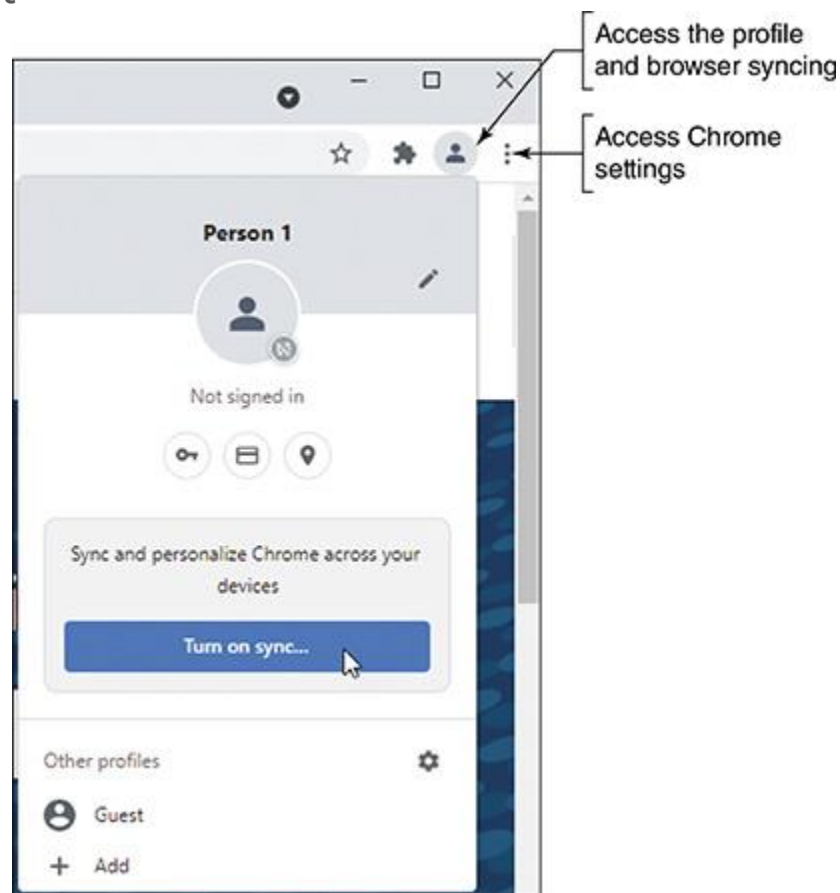 Access the profile
and browser syncing
Access Chrome
settings
Person 1
Not signed in
Sync and personalize Chrome across your
devices
Turn on sync...
Other profiles
Guest
Add